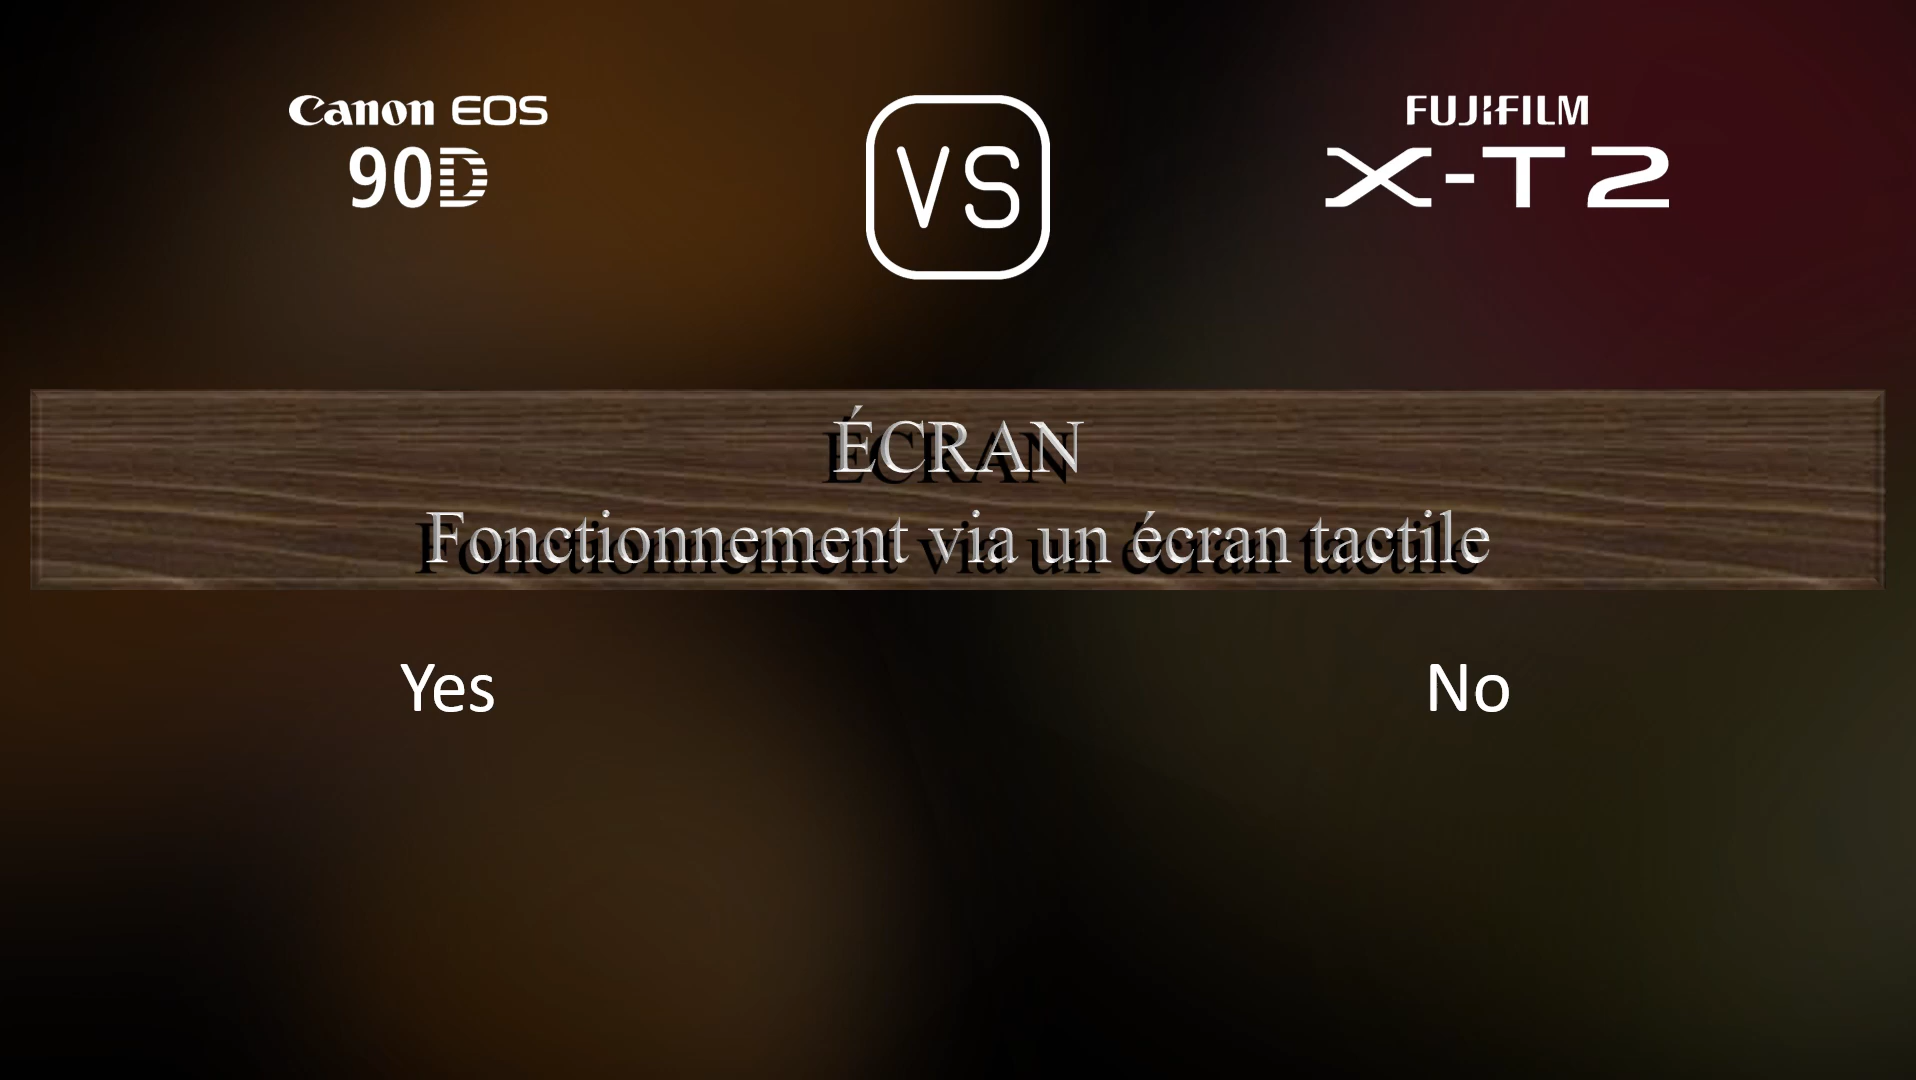 Canon EOS
90D
VS
FUJIFILM
X-T2
ÉCRAN
Fonctionnement via un écran tactile
Yes
No